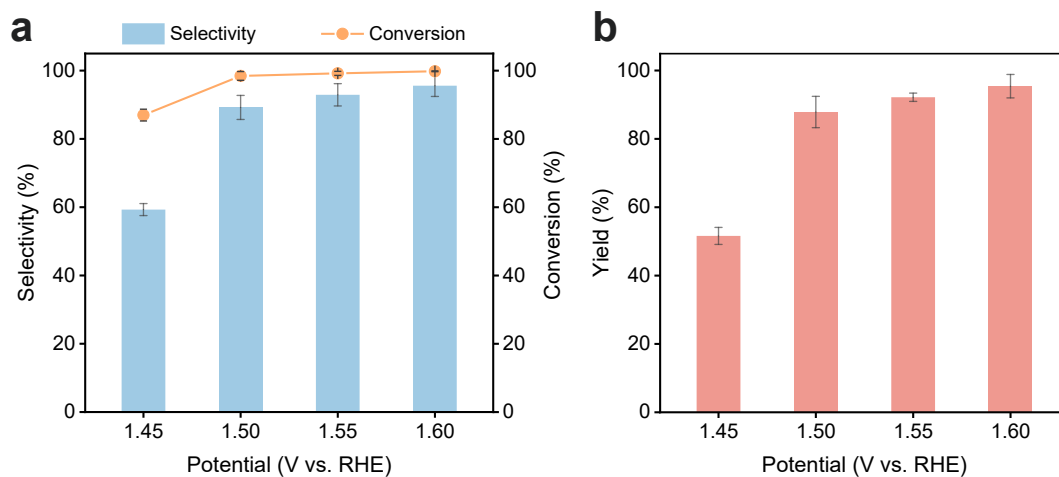 a
Selectivity
Conversion
Selectivity (%)
100
80
60
40
20
0
1.45
1.50
1.55
1.60
Potential (V vs. RHE)
100
80
60
40
20
0
Conversion (%)
b
Yield (%)
100
80
60
40
20
0
1.45
1.50
1.55
1.60
Potential (V vs. RHE)